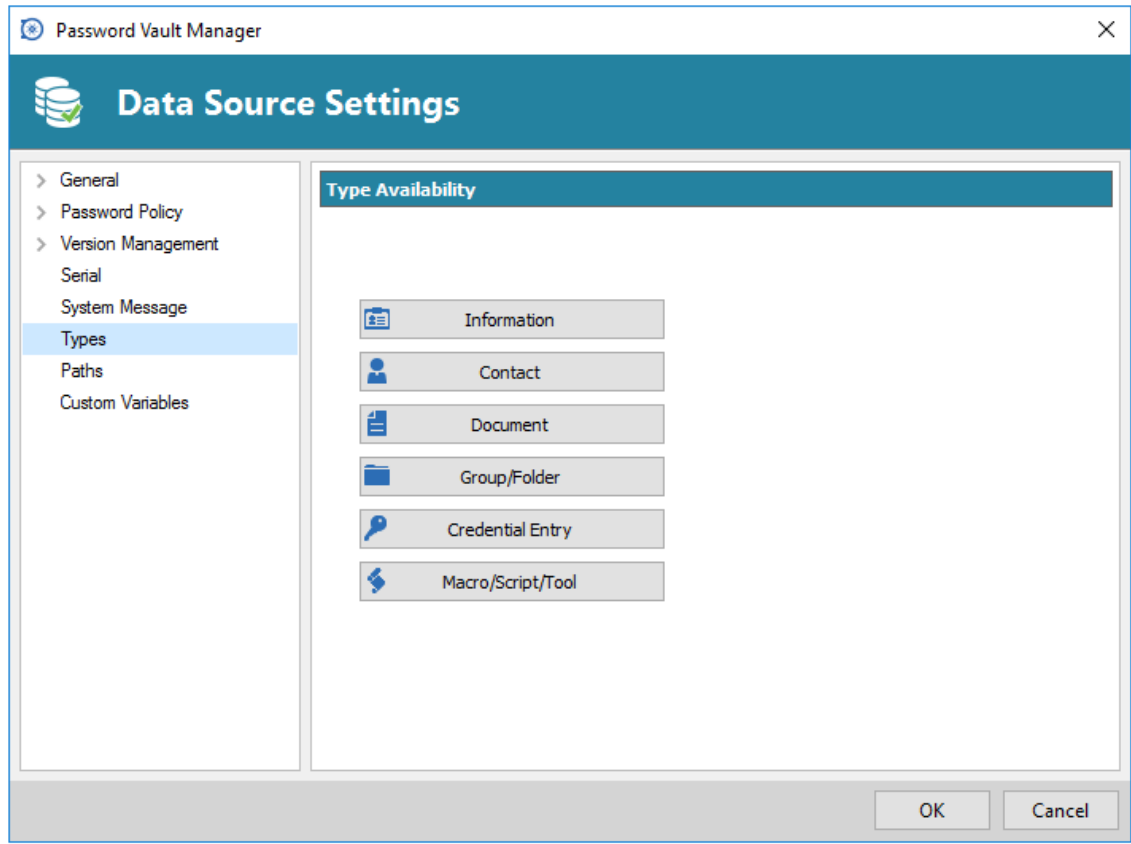 Password Vault Manager
Data Source Settings
General
Password Policy
Version Management
Serial
System Message
Types
Paths
Custom Variables
Type Availability
Information
Contact
Document
Group/Folder
Credential Entry
Macro/Script/Tool
OK
Cancel